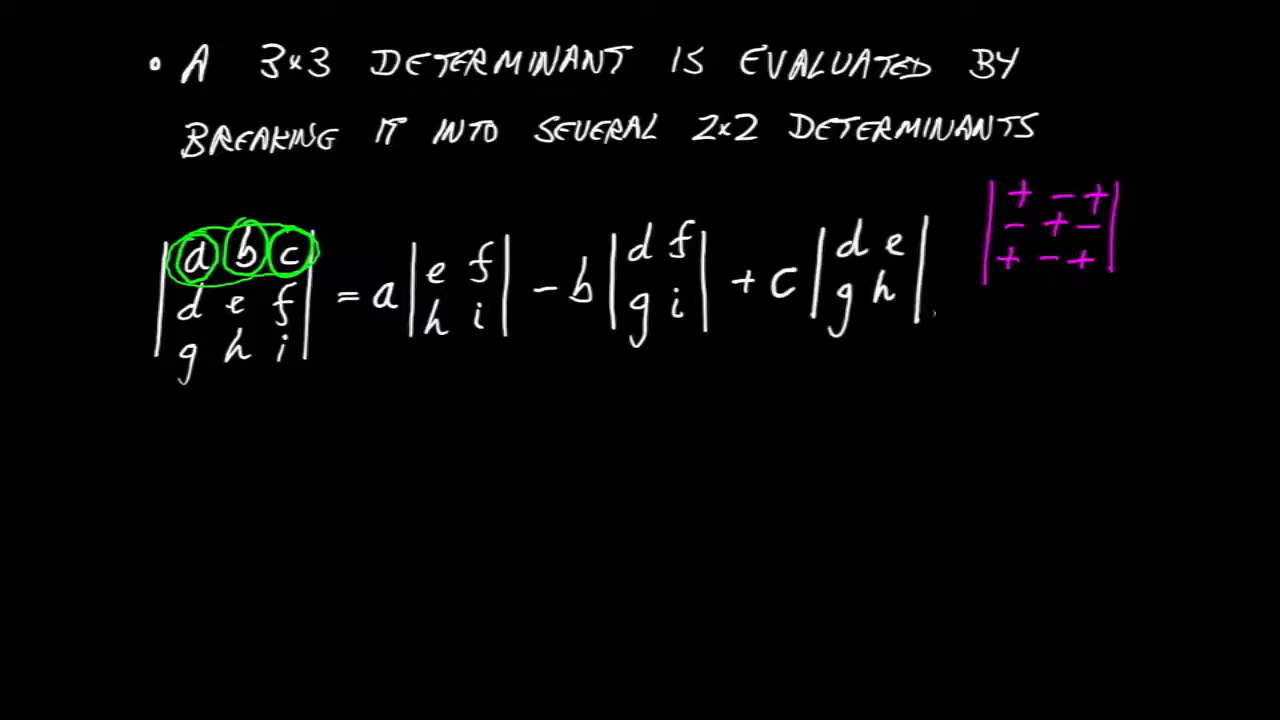 • A 3×3 DETERMINANT IS EVALUATED BY
BREAKING IT INTO SEVERAL 2×2 DETERMINANTS
|a b c|
|d e f| = a |e f| - b |d f| + c |d e|
|g h i|     |h i|     |g i|     |g h|
|+ - +|
|- + -|
|+ - +|